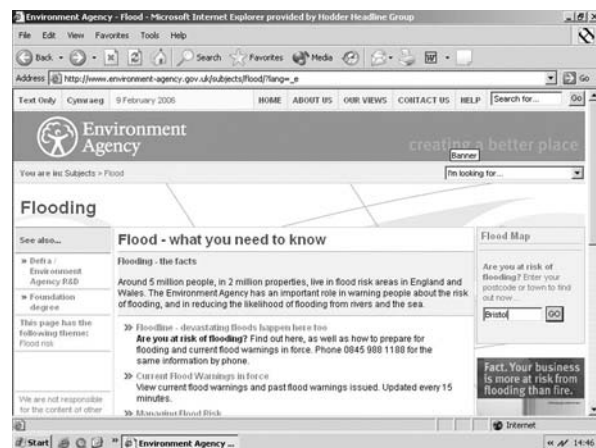 Environment Agency - Flood - Microsoft Internet Explorer provided by Hodder Headline Group
File Edit View Favorites Tools Help
Back Search Favorites Media
Address http://www.environment-agency.gov.uk/subjects/flood/?lang=_e Go
Text Only Cymraeg 9 February 2006 HOME ABOUT US OUR VIEWS CONTACT US HELP Search for... Go
Environment
Agency
creating a better place
Banner
You are in: Subjects > Flood
I'm looking for...
Flooding
See also...
» Defra /
Environment
Agency R&D
» Foundation
degree
This page has the
following theme:
Flood risk
We are not responsible
for the content of other
Flood - what you need to know
Flooding - the facts
Around 5 million people, in 2 million properties, live in flood risk areas in England and
Wales. The Environment Agency has an important role in warning people about the risk
of flooding, and in reducing the likelihood of flooding from rivers and the sea.
» Floodline - devastating floods happen here too
Are you at risk of flooding? Find out here, as well as how to prepare for
flooding and current flood warnings in force. Phone 0845 988 1188 for the
same information by phone.
» Current Flood Warnings in force
View current flood warnings and past flood warnings issued. Updated every 15
minutes.
» Managing Flood Risk
Flood Map
Are you at risk of
flooding? Enter your
postcode or town to find
out now...
Bristol GO
Fact. Your business
is more at risk from
flooding than fire.
Internet
Start » Environment Agency ... « 14:46